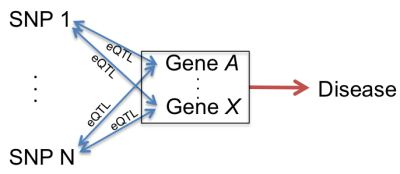 SNP 1
eQTL
eQTL
Gene A
Gene X
Disease
eQTL
eQTL
SNP N